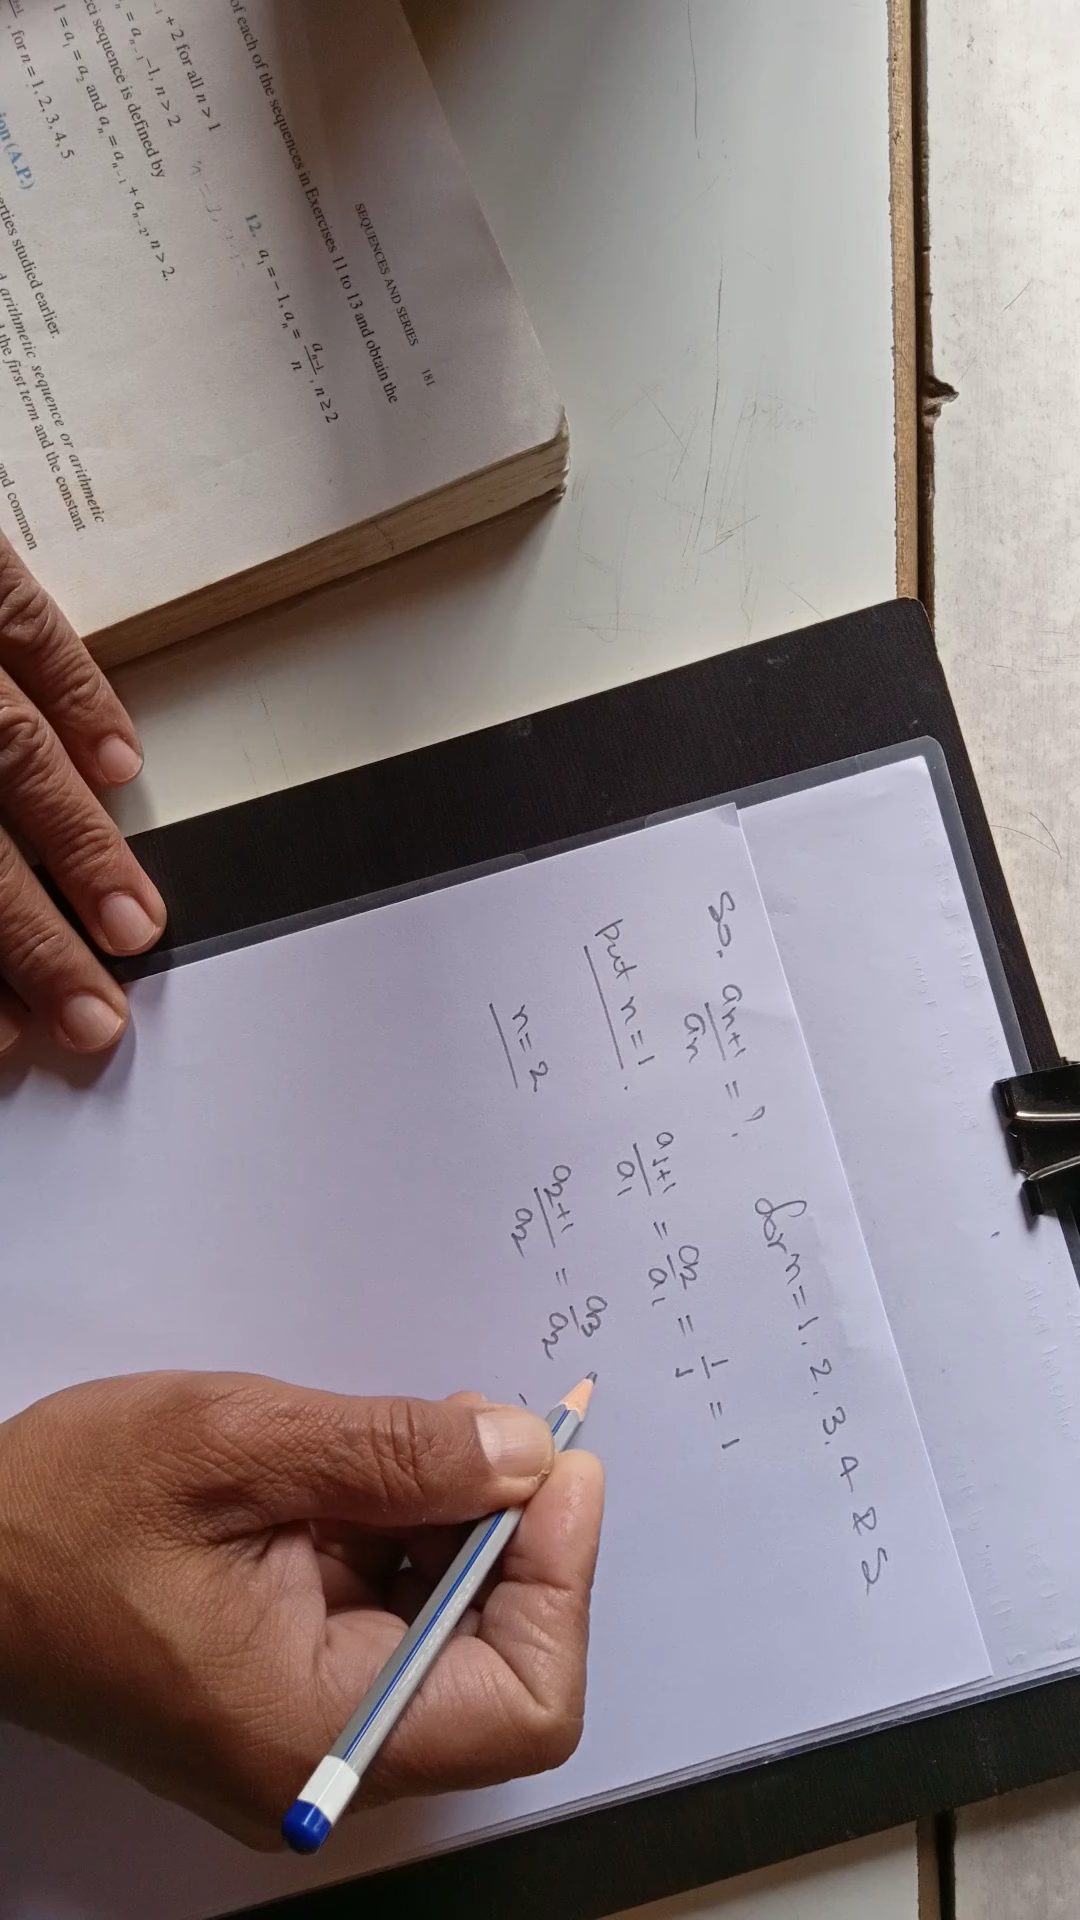 SEQUENCES AND SERIES 181
of each of the sequences in Exercises 11 to 13 and obtain the
12. a₁ = – 1, aₙ = aₙ₋₁/n, n ≥ 2
₋₁ + 2 for all n > 1
= aₙ₋₁–1, n > 2
sequence is defined by
1 = a₁ = a₂ and aₙ = aₙ₋₁ + aₙ₋₂, n > 2.
, for n = 1, 2, 3, 4, 5
(A.P.)
studied earlier.
arithmetic sequence or arithmetic
the first term and the constant
and common
for n = 1, 2, 3, 4 & 5
So, aₙ₊₁/aₙ = ?
put n = 1. a₁₊₁/a₁ = a₂/a₁ = 1/1 = 1
n = 2 a₂₊₁/a₂ = a₃/a₂